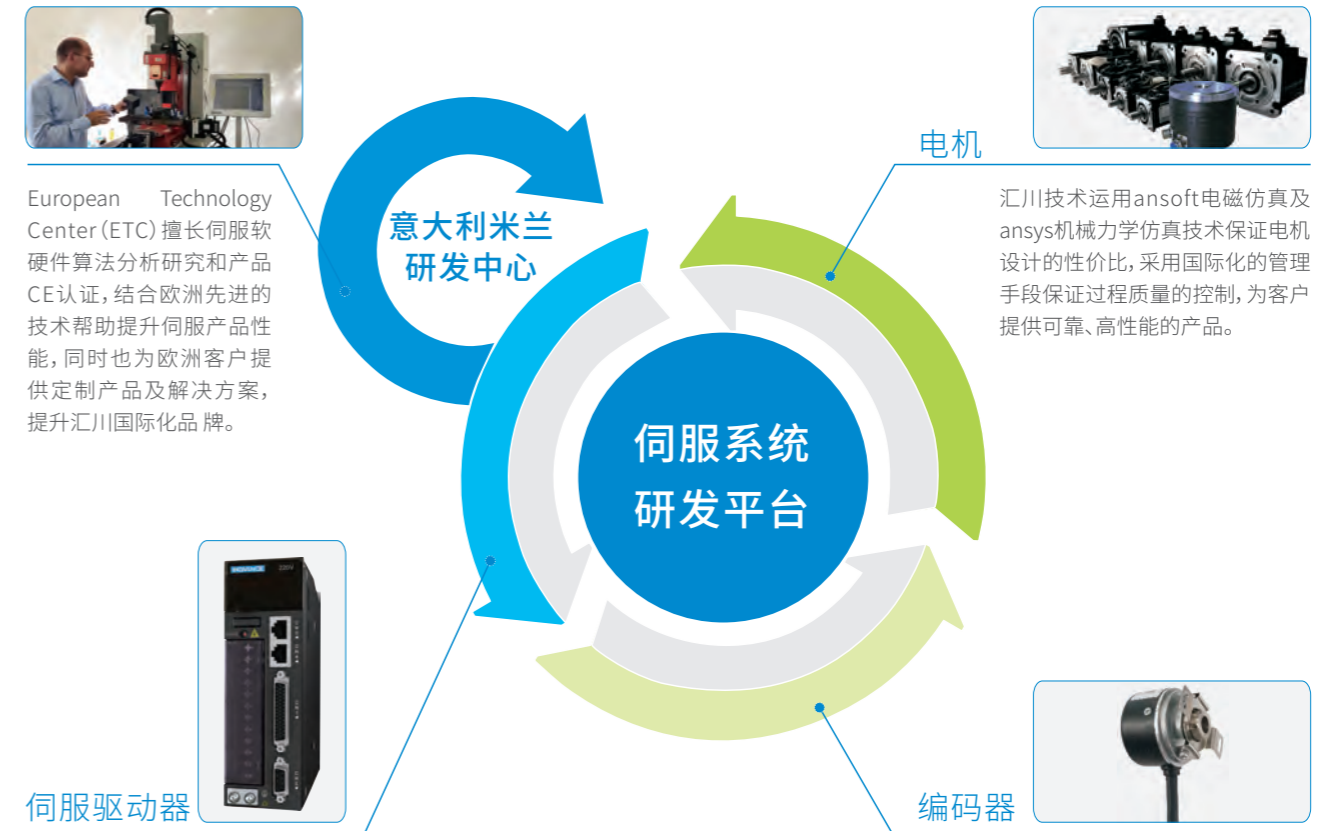 European Technology
Center（ETC）擅长伺服软
硬件算法分析研究和产品
CE认证，结合欧洲先进的
技术帮助提升伺服产品性
能，同时也为欧洲客户提
供定制产品及解决方案，
提升汇川国际化品 牌。
意大利米兰
研发中心
电机
汇川技术运用ansoft电磁仿真及
ansys机械力学仿真技术保证电机
设计的性价比，采用国际化的管理
手段保证过程质量的控制，为客户
提供可靠、高性能的产品。
伺服系统
研发平台
INOVANCE
伺服驱动器
编码器